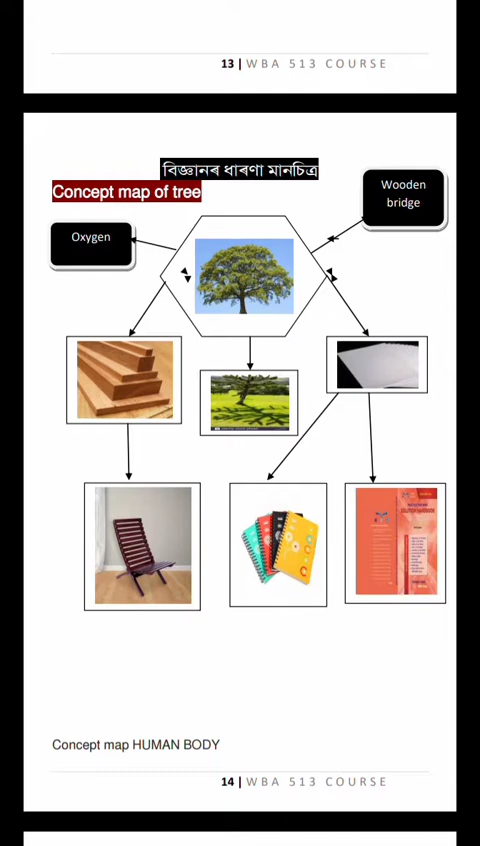 13 | WBA 513 COURSE
বিজ্ঞানৰ ধাৰণা মানচিত্ৰ
Concept map of tree
Wooden
bridge
Oxygen
Concept map HUMAN BODY
14 | WBA 513 COURSE